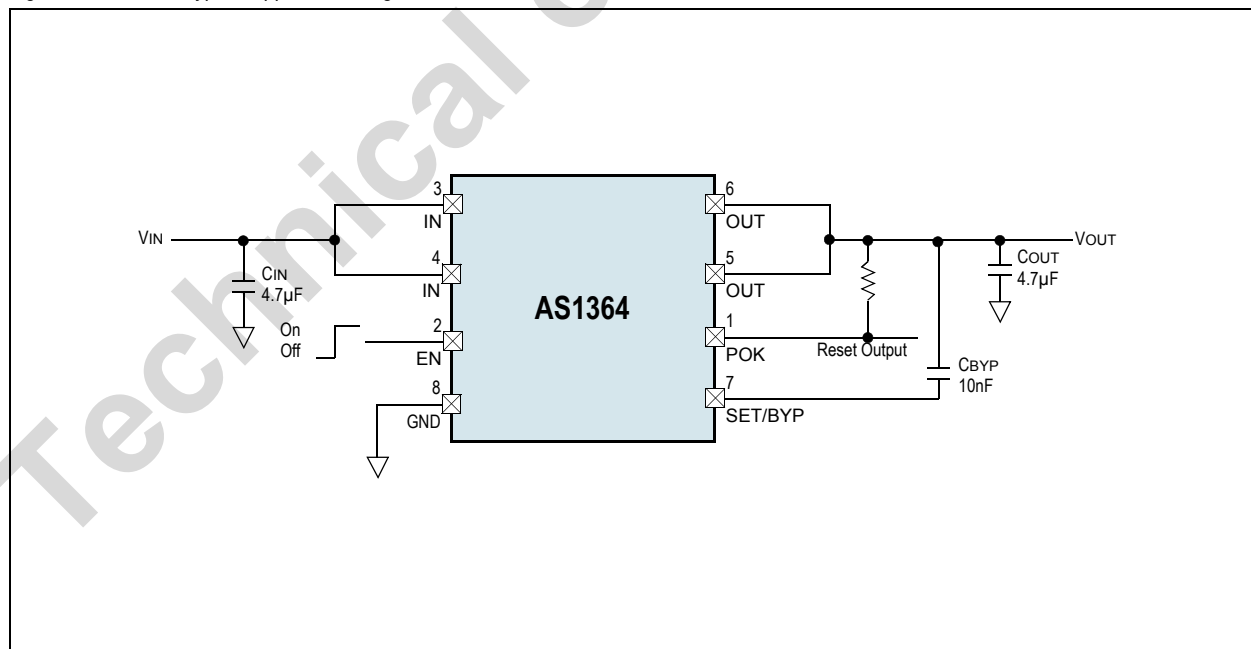 Technical
VIN
CIN
4.7µF
On
Off
3
IN
4
IN
2
EN
8
GND
AS1364
6
OUT
5
OUT
1
POK
7
SET/BYP
Reset Output
CBYP
10nF
COUT
4.7µF
VOUT